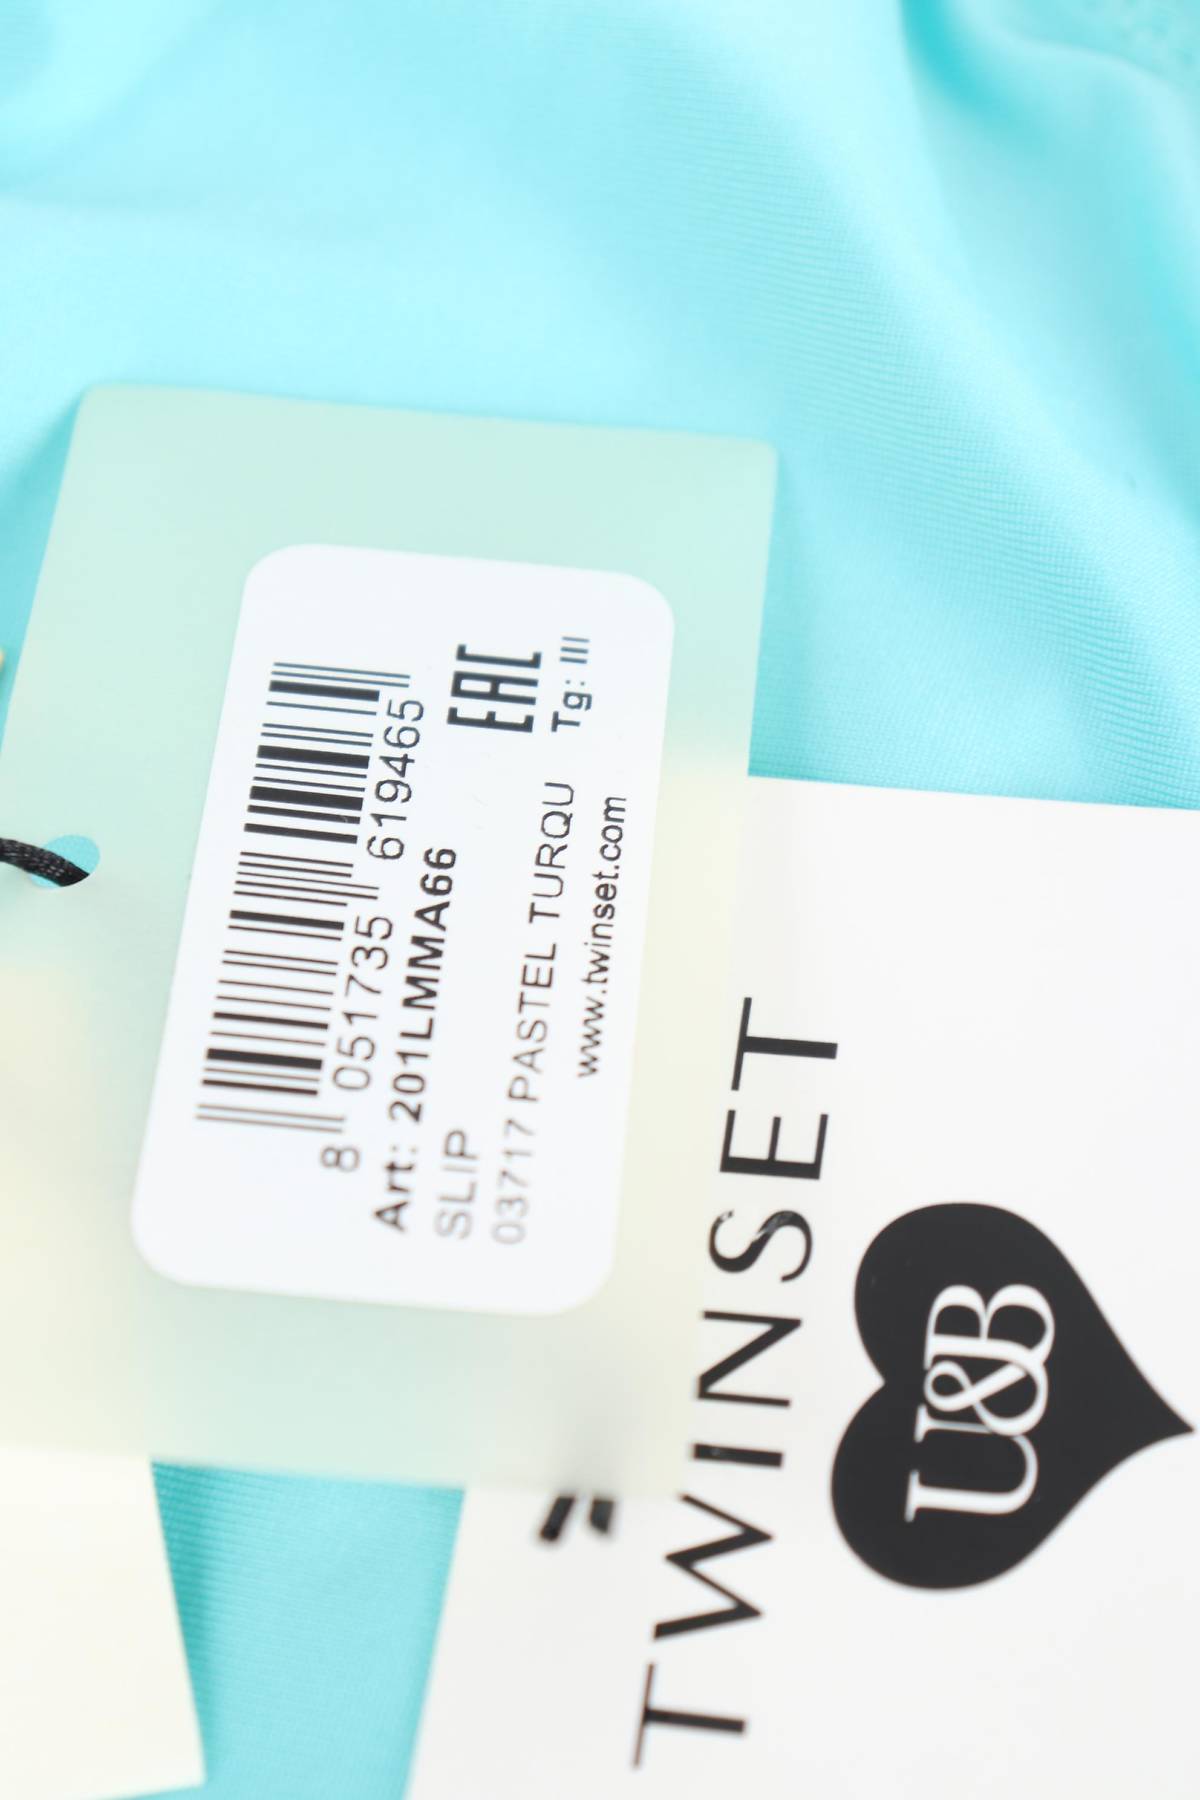 8 051735 619465
Art: 201LMMA66
SLIP
EAC
03717 PASTEL TURQU Tg: III
www.twinset.com
TWINSET
U&B